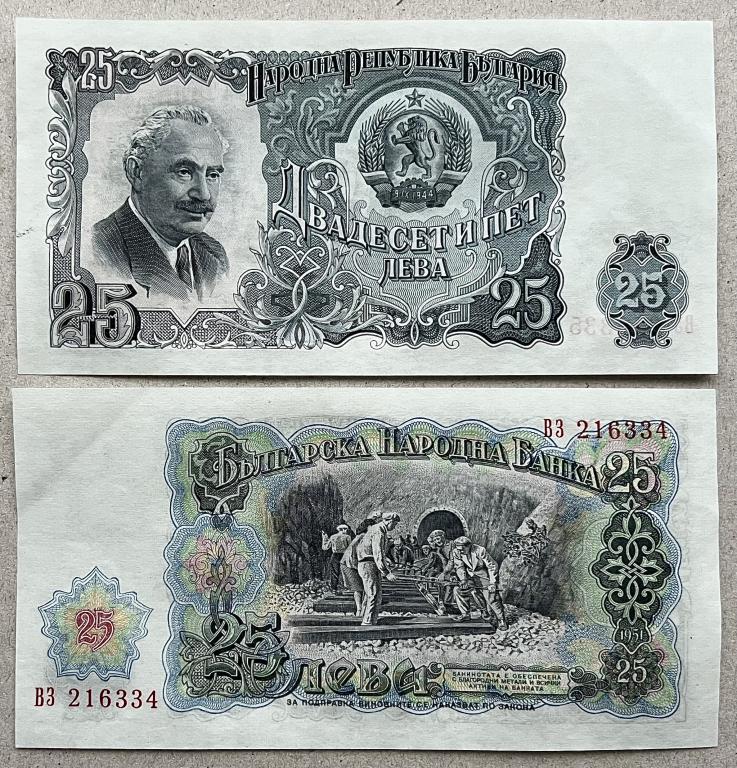 25
Народна Република България
9 IX 1944
Двадесет и пет
лева
25
25
25
ВЗ 216334
Българска Народна Банка
25
25
1951
25
25
лева
БАНКНОТАТА Е ОБЕЗПЕЧЕНА
С БЛАГОРОДНИ МЕТАЛИ И ВСИЧКИ
АКТИВИ НА БАНКАТА
ВЗ 216334
ЗА ПОДПРАВКА ВИНОВНИТЕ СЕ НАКАЗВАТ ПО ЗАКОНА